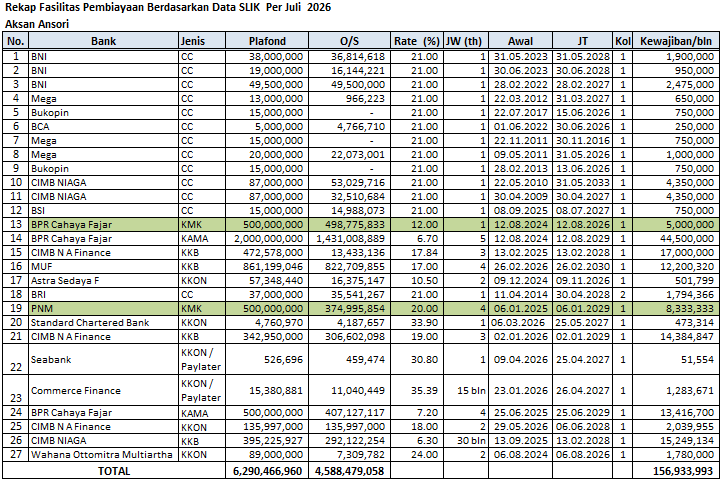 Rekap Fasilitas Pembiayaan Berdasarkan Data SLIK Per Juli 2026
Aksan Ansori
No. Bank Jenis Plafond O/S Rate (%) JW (th) Awal JT Kol Kewajiban/bln
1 BNI CC 38,000,000 36,814,618 21.00 1 31.05.2023 31.05.2028 1 1,900,000
2 BNI CC 19,000,000 16,144,221 21.00 1 30.06.2023 30.06.2028 1 950,000
3 BNI CC 49,500,000 49,500,000 21.00 1 28.02.2022 28.02.2027 1 2,475,000
4 Mega CC 13,000,000 966,223 21.00 1 22.03.2012 31.03.2027 1 650,000
5 Bukopin CC 15,000,000 - 21.00 1 22.07.2017 15.06.2026 1 750,000
6 BCA CC 5,000,000 4,766,710 21.00 1 01.06.2022 30.06.2026 1 250,000
7 Mega CC 15,000,000 - 21.00 1 22.11.2011 30.11.2016 1 750,000
8 Mega CC 20,000,000 22,073,001 21.00 1 09.05.2011 31.05.2026 1 1,000,000
9 Bukopin CC 15,000,000 - 21.00 1 28.02.2013 13.06.2026 1 750,000
10 CIMB NIAGA CC 87,000,000 53,029,716 21.00 1 22.05.2010 31.05.2033 1 4,350,000
11 CIMB NIAGA CC 87,000,000 32,510,684 21.00 1 30.04.2009 30.04.2027 1 4,350,000
12 BSI CC 15,000,000 14,988,073 21.00 1 08.09.2025 08.07.2027 1 750,000
13 BPR Cahaya Fajar KMK 500,000,000 498,775,833 12.00 1 12.08.2024 12.08.2026 1 5,000,000
14 BPR Cahaya Fajar KAMA 2,000,000,000 1,431,008,889 6.70 5 12.08.2024 12.08.2029 1 44,500,000
15 CIMB N A Finance KKB 472,578,000 13,433,136 17.84 3 13.02.2023 13.08.2026 1 17,000,000
16 MUF KKB 861,199,046 822,709,855 17.00 4 26.02.2026 26.02.2030 1 12,200,320
17 Astra Sedaya F KKON 57,348,440 16,375,147 10.50 2 09.12.2024 09.11.2026 1 501,799
18 BRI CC 37,000,000 35,541,267 21.00 1 11.04.2014 30.04.2028 2 1,794,366
19 PNM KMK 500,000,000 374,995,854 20.00 4 06.01.2025 06.01.2029 1 8,333,333
20 Standard Chartered Bank KKON 4,760,970 4,187,657 33.90 1 06.03.2026 25.05.2027 1 473,314
21 CIMB N A Finance KKB 342,950,000 306,602,098 19.00 3 02.01.2026 02.01.2029 1 14,384,847
22 Seabank KKON / Paylater 526,696 459,474 30.80 1 09.04.2026 25.04.2027 1 51,554
23 Commerce Finance KKON / Paylater 15,380,881 11,040,449 35.39 15 bln 23.01.2026 26.04.2027 1 1,283,671
24 BPR Cahaya Fajar KAMA 500,000,000 407,127,117 7.20 4 25.06.2025 25.06.2029 1 13,416,700
25 CIMB N A Finance KKON 135,997,000 135,997,000 18.00 2 29.05.2026 28.06.2028 1 2,039,955
26 CIMB NIAGA KKB 395,225,927 292,122,254 6.30 30 bln 13.09.2025 13.02.2028 1 15,249,134
27 Wahana Ottomitra Multiartha KKON 89,000,000 7,309,782 24.00 2 06.08.2024 06.08.2026 1 1,780,000
TOTAL 6,290,466,960 4,588,479,058 156,933,993